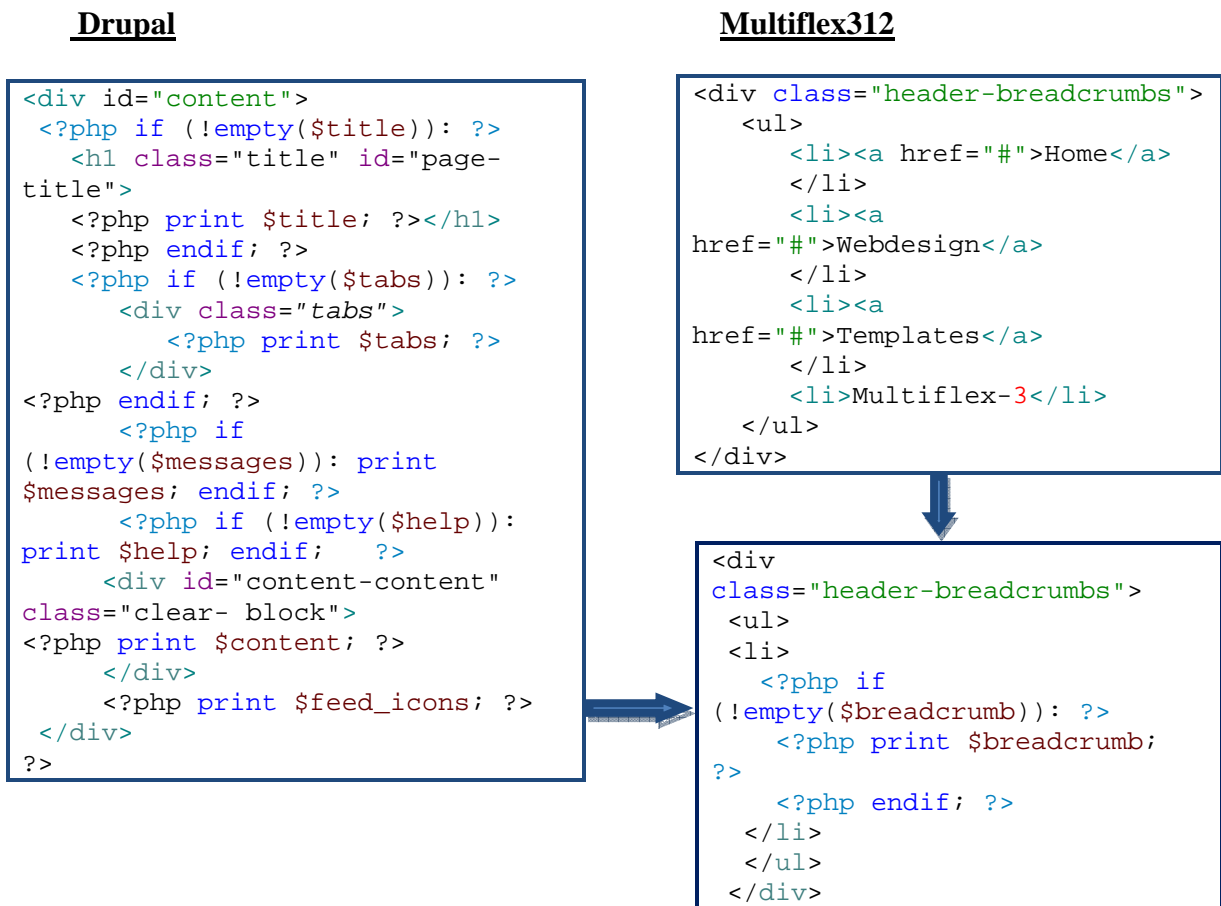 Drupal
Multiflex312
<div id="content">
<?php if (!empty($title)): ?>
<h1 class="title" id="page-
title">
<?php print $title; ?></h1>
<?php endif; ?>
<?php if (!empty($tabs)): ?>
<div class="tabs">
<?php print $tabs; ?>
</div>
<?php endif; ?>
<?php if
(!empty($messages)): print
$messages; endif; ?>
<?php if (!empty($help)):
print $help; endif;   ?>
<div id="content-content"
class="clear- block">
<?php print $content; ?>
</div>
<?php print $feed_icons; ?>
</div>
?>
<div class="header-breadcrumbs">
<ul>
<li><a href="#">Home</a>
</li>
<li><a
href="#">Webdesign</a>
</li>
<li><a
href="#">Templates</a>
</li>
<li>Multiflex-3</li>
</ul>
</div>
<div
class="header-breadcrumbs">
<ul>
<li>
<?php if
(!empty($breadcrumb)): ?>
<?php print $breadcrumb;
?>
<?php endif; ?>
</li>
</ul>
</div>